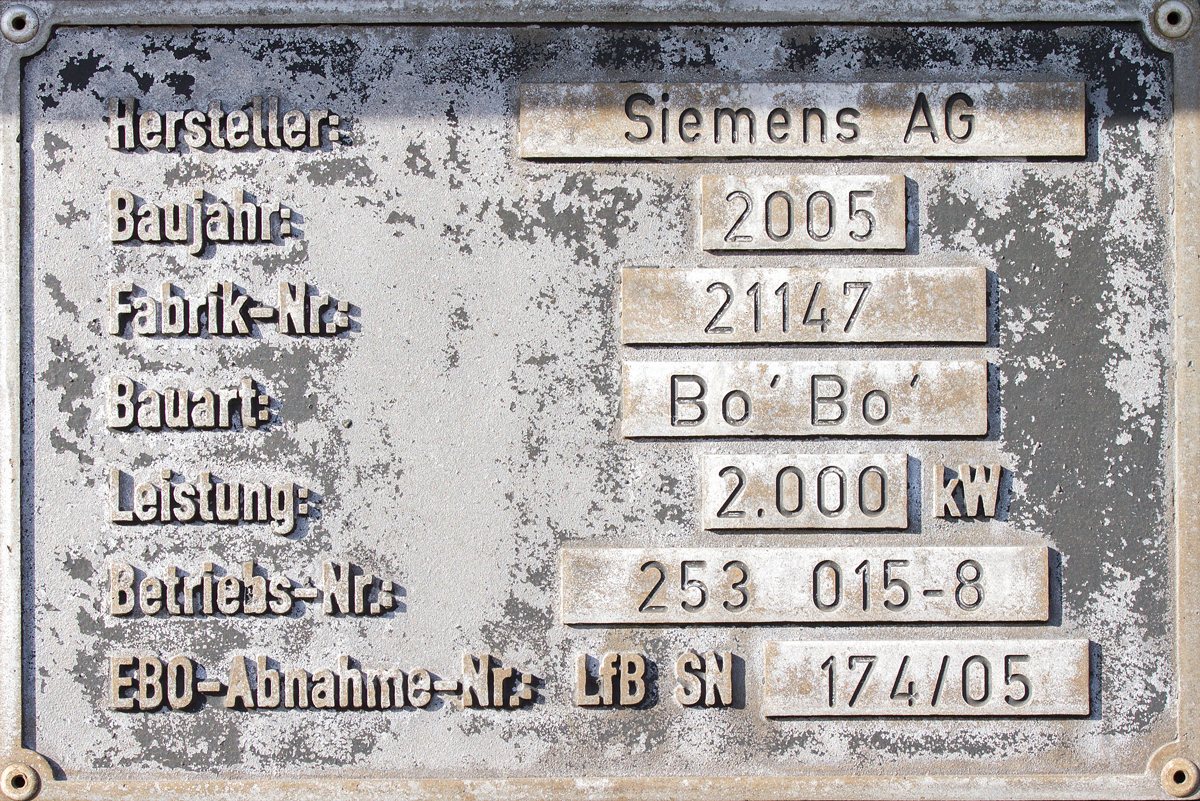 Hersteller: Siemens AG
Baujahr: 2005
Fabrik-Nr.: 21147
Bauart: Bo′ Bo′
Leistung: 2.000 kW
Betriebs-Nr.: 253 015-8
EBO-Abnahme-Nr.: LfB SN 174/05